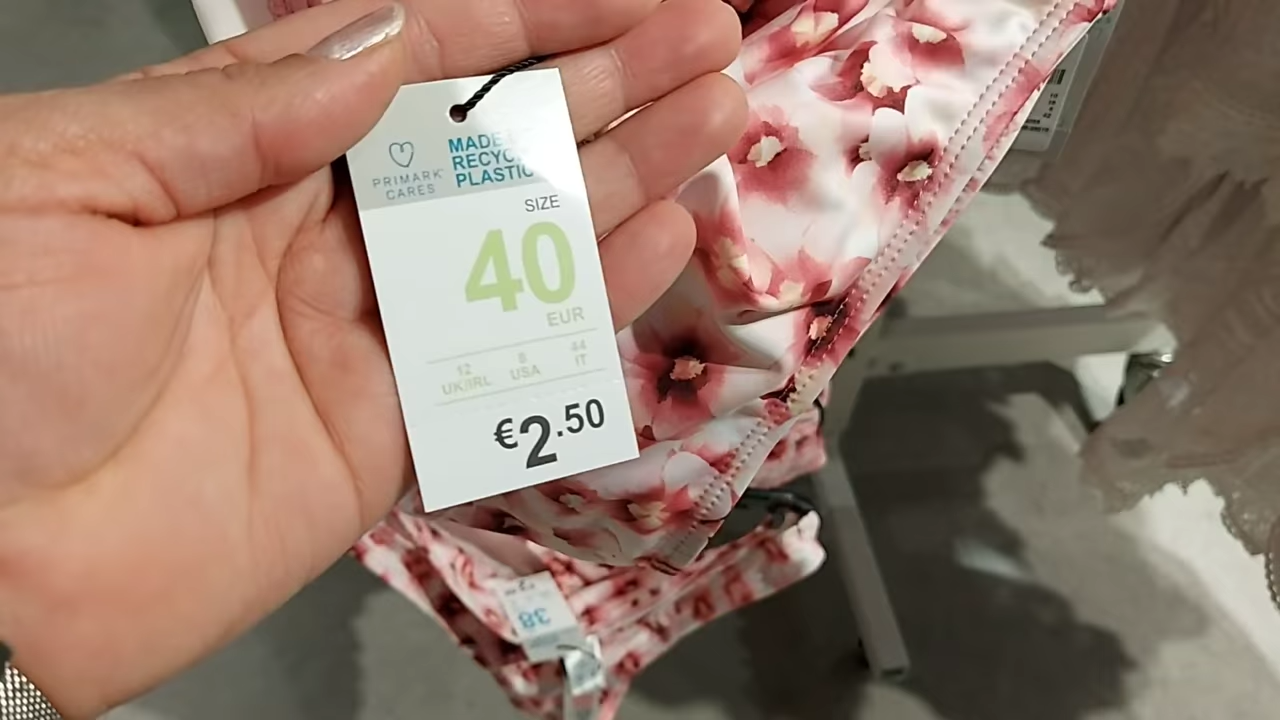 PRIMARK
CARES
MADE
RECYC
PLASTIC
SIZE
40
EUR
12
UK/IRL
8
USA
44
IT
€2.50
38